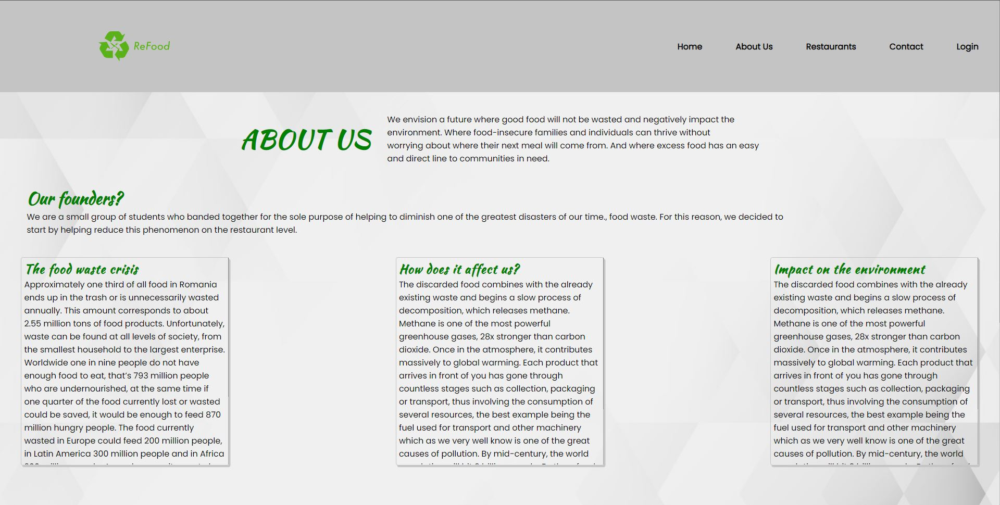 ReFood
Home
About Us
Restaurants
Contact
Login
ABOUT US
We envision a future where good food will not be wasted and negatively impact the
environment. Where food-insecure families and individuals can thrive without
worrying about where their next meal will come from. And where excess food has an easy
and direct line to communities in need.
Our founders?
We are a small group of students who banded together for the sole purpose of helping to diminish one of the greatest disasters of our time., food waste. For this reason, we decided to
start by helping reduce this phenomenon on the restaurant level.
The food waste crisis
Approximately one third of all food in Romania
ends up in the trash or is unnecessarily wasted
annually. This amount corresponds to about
2.55 million tons of food products. Unfortunately,
waste can be found at all levels of society, from
the smallest household to the largest enterprise.
Worldwide one in nine people do not have
enough food to eat, that’s 793 million people
who are undernourished, at the same time if
one quarter of the food currently lost or wasted
could be saved, it would be enough to feed 870
million hungry people. The food currently
wasted in Europe could feed 200 million people,
in Latin America 300 million people and in Africa
How does it affect us?
The discarded food combines with the already
existing waste and begins a slow process of
decomposition, which releases methane.
Methane is one of the most powerful
greenhouse gases, 28x stronger than carbon
dioxide. Once in the atmosphere, it contributes
massively to global warming. Each product that
arrives in front of you has gone through
countless stages such as collection, packaging
or transport, thus involving the consumption of
several resources, the best example being the
fuel used for transport and other machinery
which as we very well know is one of the great
causes of pollution. By mid-century, the world
Impact on the environment
The discarded food combines with the already
existing waste and begins a slow process of
decomposition, which releases methane.
Methane is one of the most powerful
greenhouse gases, 28x stronger than carbon
dioxide. Once in the atmosphere, it contributes
massively to global warming. Each product that
arrives in front of you has gone through
countless stages such as collection, packaging
or transport, thus involving the consumption of
several resources, the best example being the
fuel used for transport and other machinery
which as we very well know is one of the great
causes of pollution. By mid-century, the world